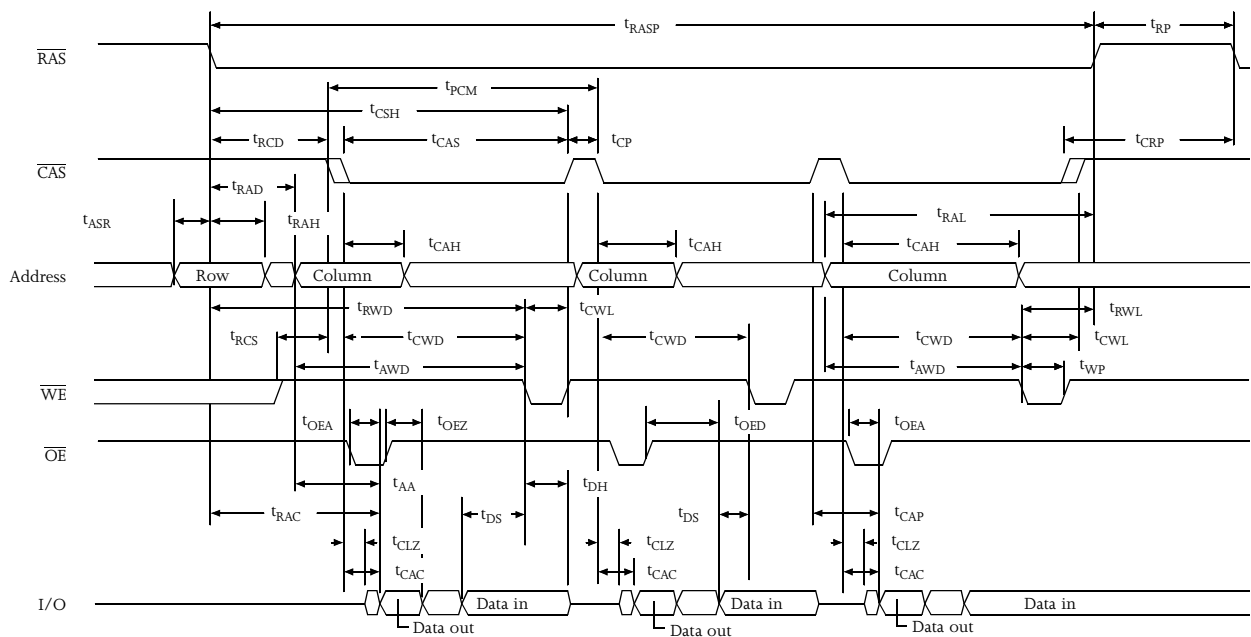 tRASP tRP
RAS
tPCM
tCSH
tRCD tCAS tCP tCRP
CAS
tRAD
tASR tRAH tRAL
tCAH tCAH tCAH
Address Row Column Column Column
tRWD tCWL tRWL
tRCS tCWD tCWD tCWD tCWL
tAWD tAWD tWP
WE
tOEA tOEZ tOED tOEA
OE
tAA tDH
tRAC tDS tDS tCAP
tCLZ tCLZ tCLZ
tCAC tCAC tCAC
I/O Data in Data in Data in
Data out Data out Data out